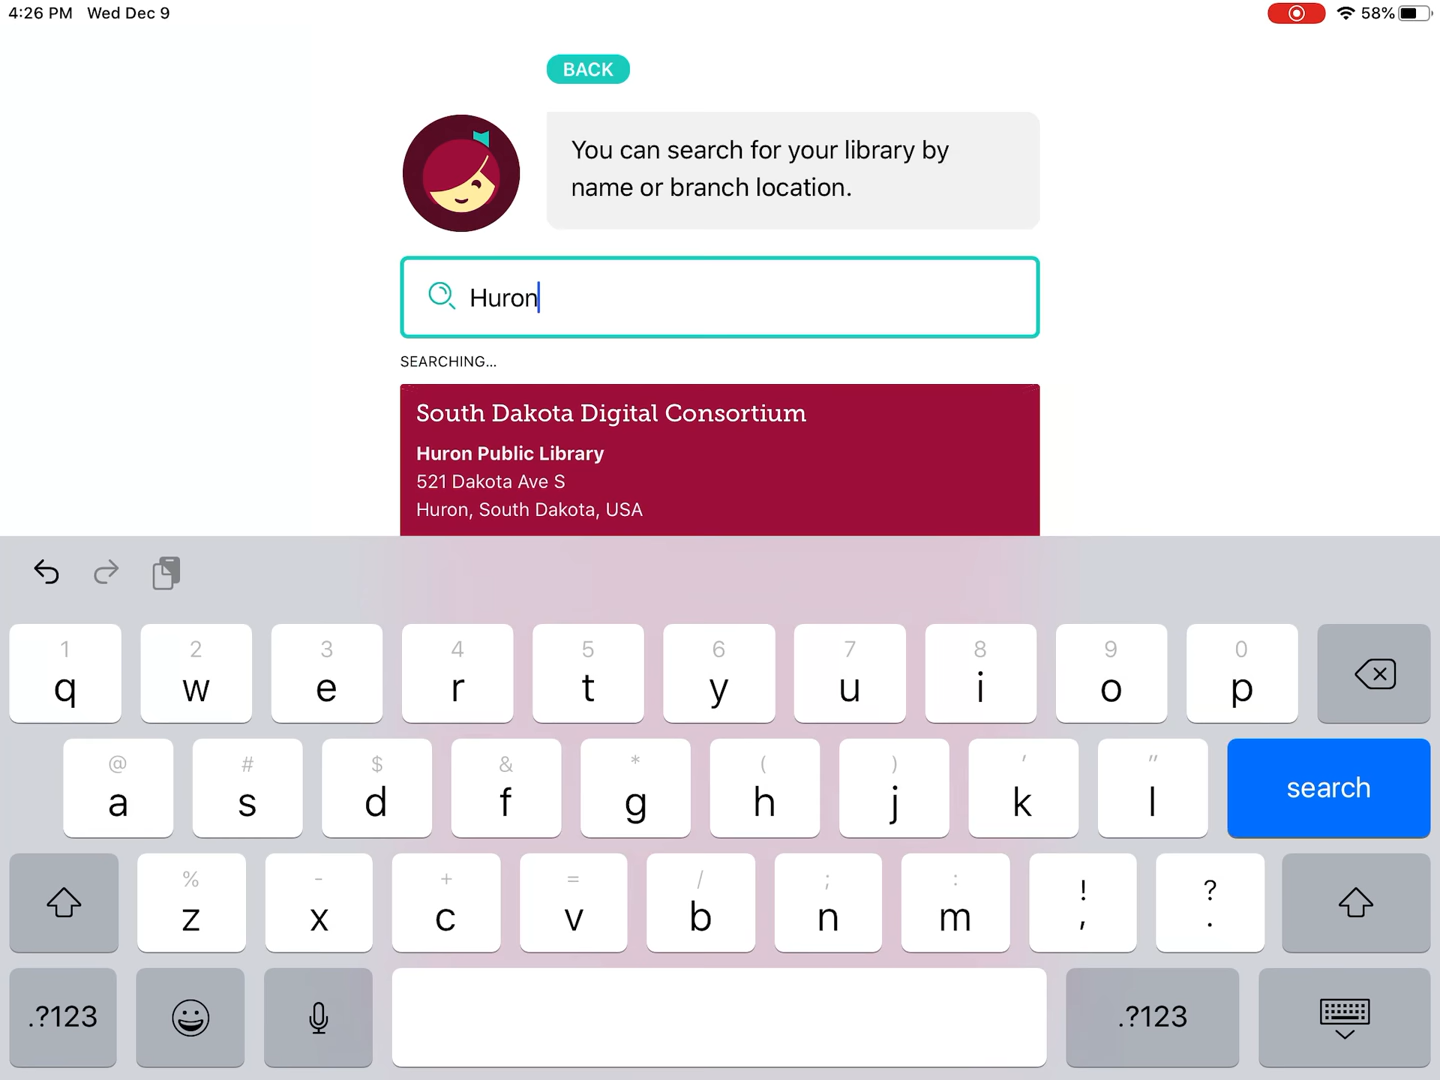 4:26 PM Wed Dec 9
58%
BACK
You can search for your library by
name or branch location.
Huron
SEARCHING...
South Dakota Digital Consortium
Huron Public Library
521 Dakota Ave S
Huron, South Dakota, USA
1 2 3 4 5 6 7 8 9 0
q w e r t y u i o p
@ # $ & * ( ) ' "
a s d f g h j k l search
% - + = / ; : ! ?
z x c v b n m , .
.?123 .?123